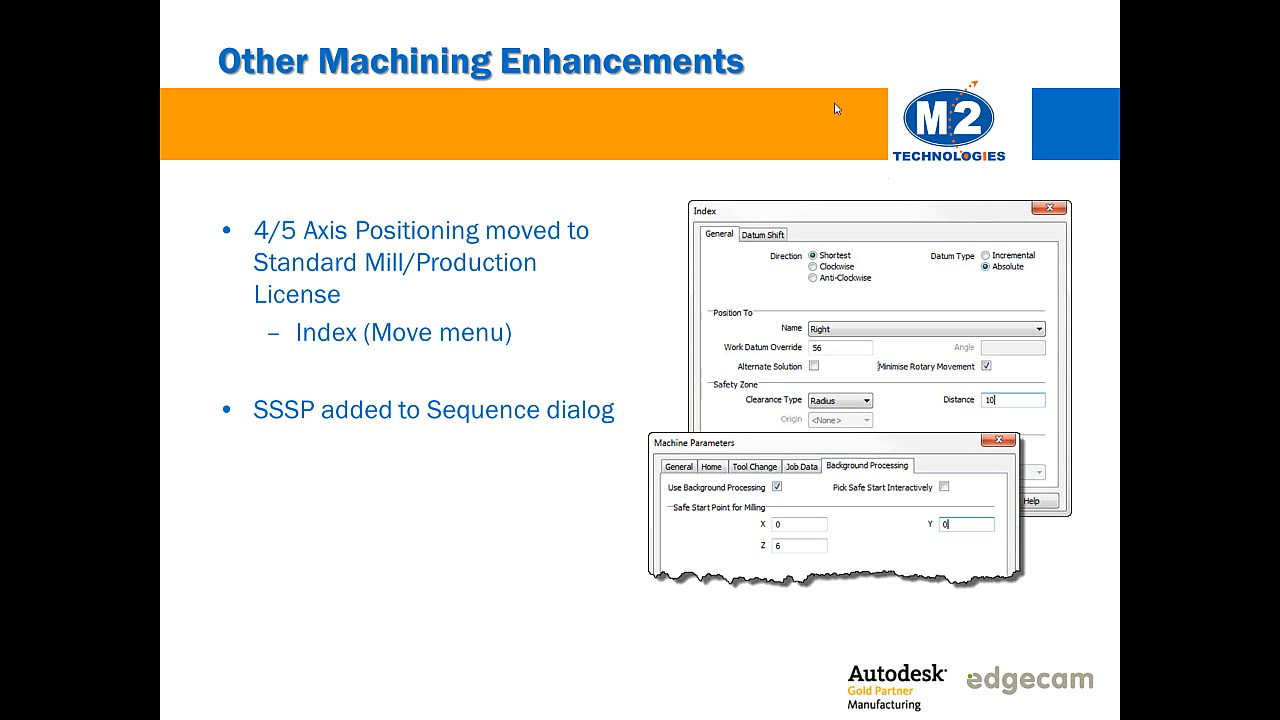 Other Machining Enhancements
M2
TECHNOLOGIES
• 4/5 Axis Positioning moved to
Standard Mill/Production
License
– Index (Move menu)
• SSSP added to Sequence dialog
Index
General Datum Shift
Direction Shortest Datum Type Incremental
Clockwise Absolute
Anti-Clockwise
Position To
Name Right
Work Datum Override 56 Angle
Alternate Solution Minimise Rotary Movement
Safety Zone
Clearance Type Radius Distance 10
Origin <None>
Help
Machine Parameters
General Home Tool Change Job Data Background Processing
Use Background Processing Pick Safe Start Interactively
Safe Start Point for Milling
X 0 Y 0
Z 6
Autodesk
Gold Partner
Manufacturing
edgecam